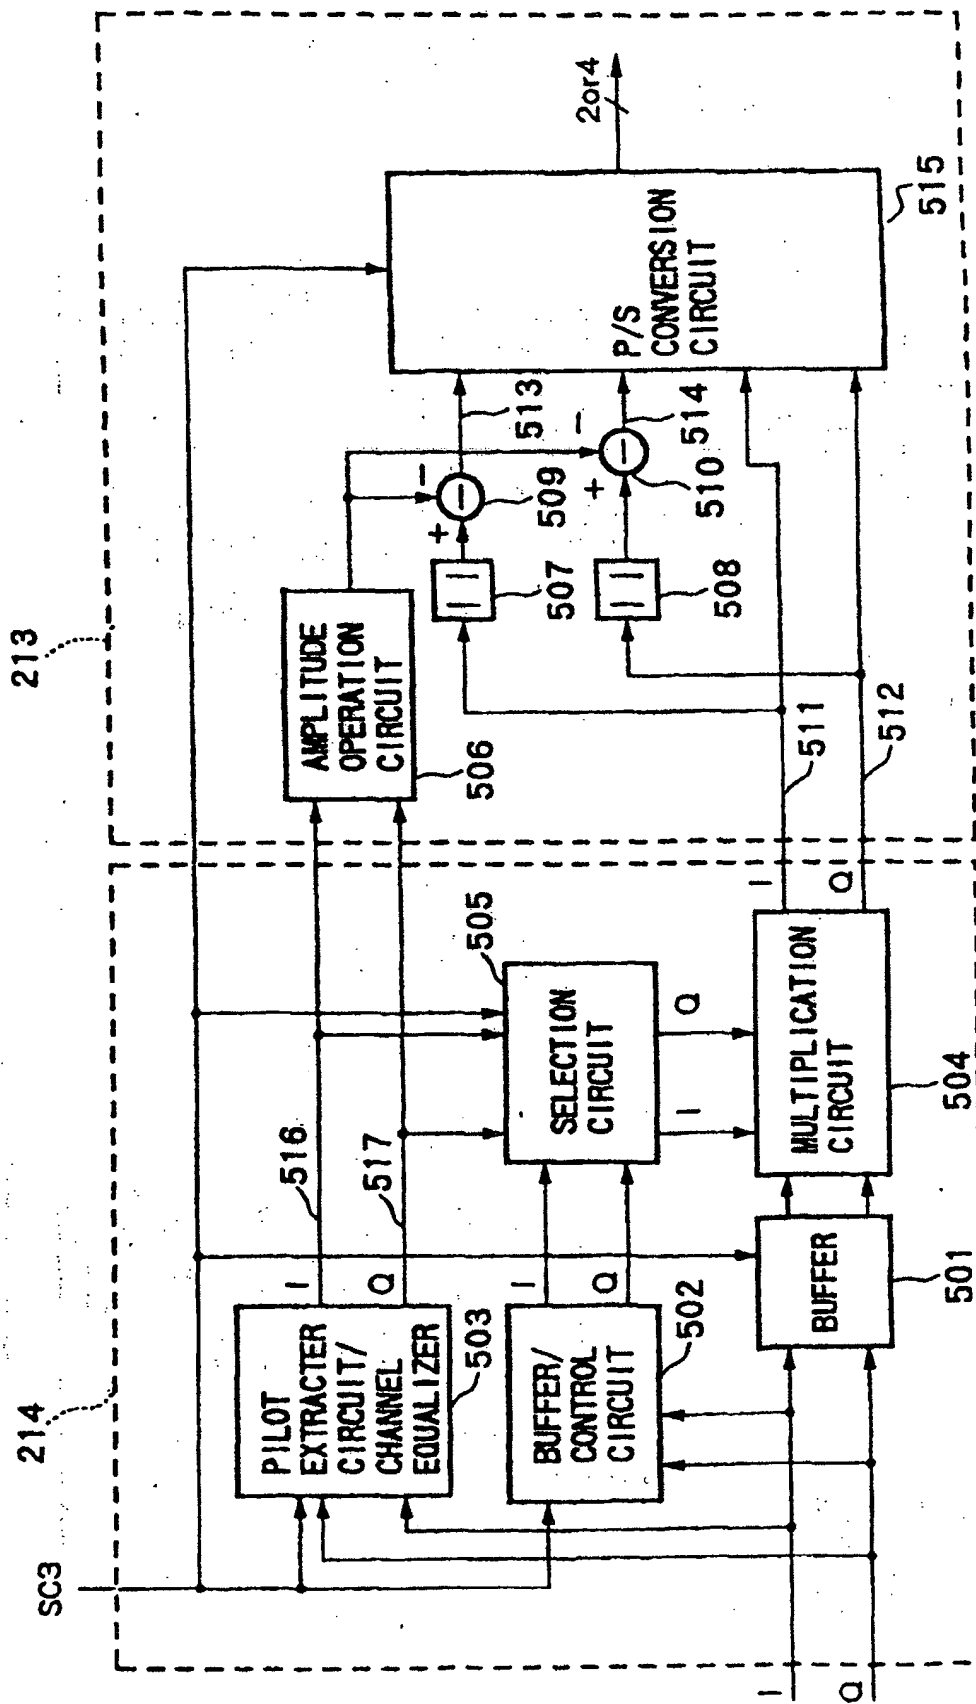 213
214
SC3
2or4
PILOT
EXTRACTER
CIRCUIT/
CHANNEL
EQUALIZER
503
I
Q
516
517
AMPLITUDE
OPERATION
CIRCUIT
506
BUFFER/
CONTROL
CIRCUIT
502
I
Q
SELECTION
CIRCUIT
505
I
Q
+
−
−
509
513
507
| |
+
−
−
510
514
508
| |
P/S
CONVERSION
CIRCUIT
515
I
Q
BUFFER
501
MULTIPLICATION
CIRCUIT
504
I
Q
511
512